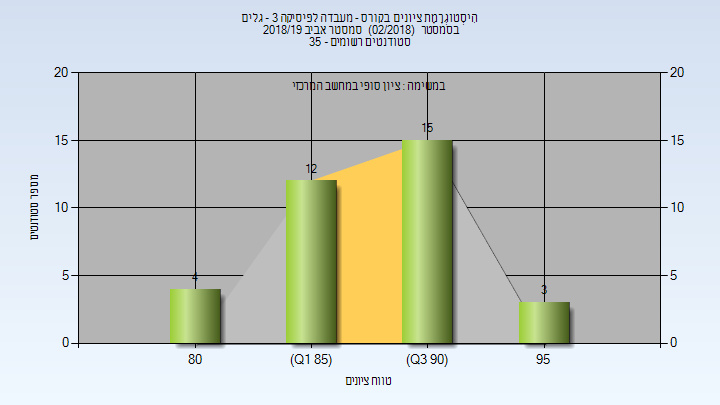 היסטוגרמת ציונים בקורס - מעבדה לפיסיקה 3 - גלים
בסמסטר (02/2018) סמסטר אביב 2018/19
סטודנטים רשומים - 35
במשימה : ציון סופי במחשב המרכזי
20 20
15 15
10 10
5 5
0 0
מספר סטודנטים
4 12 15 3
80 (Q1 85) (Q3 90) 95
טווח ציונים